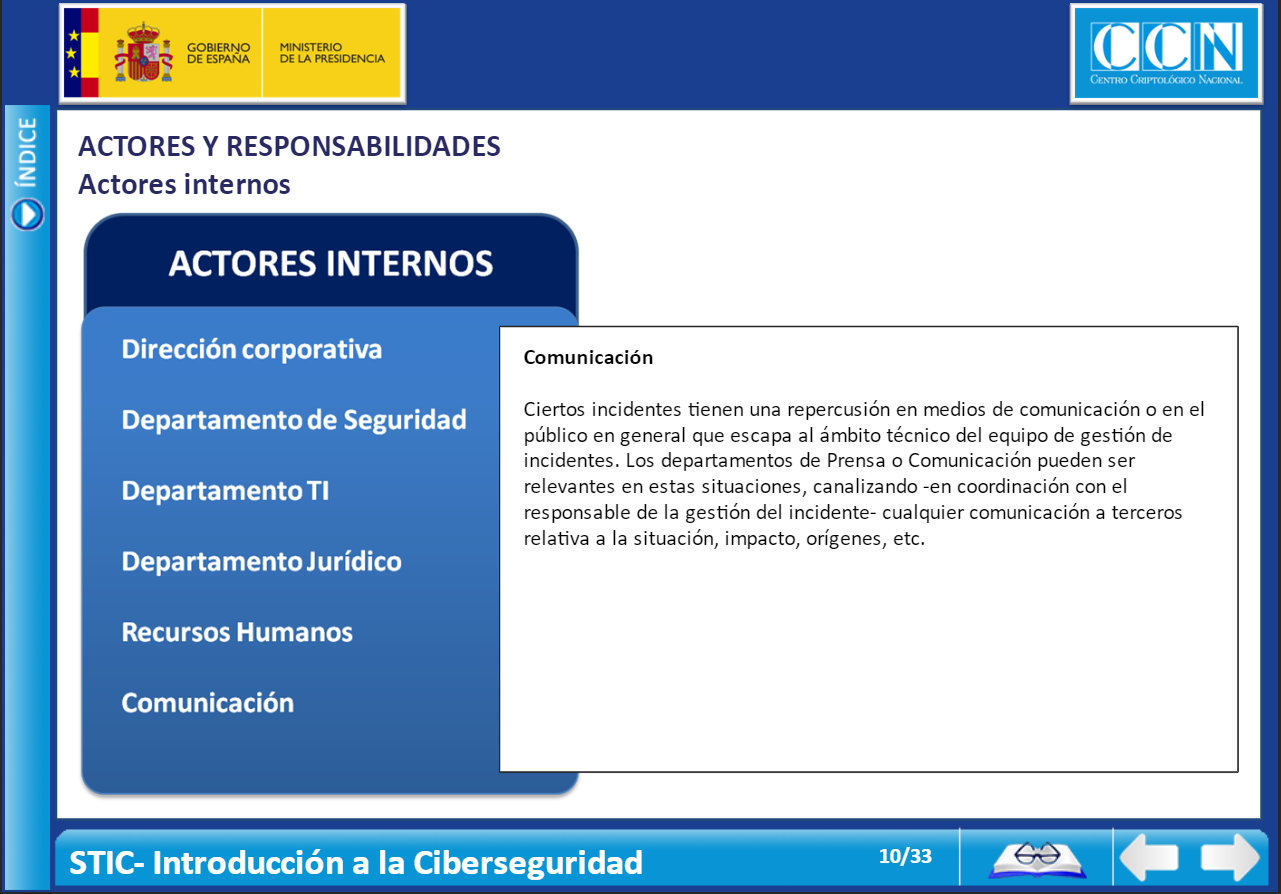 GOBIERNO
DE ESPAÑA
MINISTERIO
DE LA PRESIDENCIA
CCN
CENTRO CRIPTOLÓGICO NACIONAL
ÍNDICE
ACTORES Y RESPONSABILIDADES
Actores internos
ACTORES INTERNOS
Dirección corporativa
Departamento de Seguridad
Departamento TI
Departamento Jurídico
Recursos Humanos
Comunicación
Comunicación
Ciertos incidentes tienen una repercusión en medios de comunicación o en el
público en general que escapa al ámbito técnico del equipo de gestión de
incidentes. Los departamentos de Prensa o Comunicación pueden ser
relevantes en estas situaciones, canalizando -en coordinación con el
responsable de la gestión del incidente- cualquier comunicación a terceros
relativa a la situación, impacto, orígenes, etc.
STIC- Introducción a la Ciberseguridad
10/33